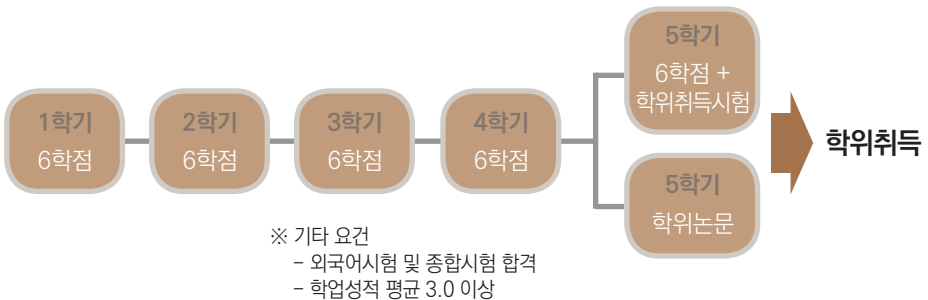 1학기
6학점
2학기
6학점
3학기
6학점
4학기
6학점
5학기
6학점 +
학위취득시험
5학기
학위논문
학위취득
※ 기타 요건
- 외국어시험 및 종합시험 합격
- 학업성적 평균 3.0 이상